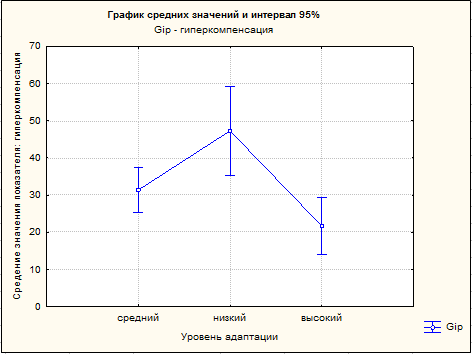 График средних значений и интервал 95%
Gip - гиперкомпенсация
Средение значения показателя: гиперкомпенсация
70
60
50
40
30
20
10
0
средний низкий высокий
Уровень адаптации
Gip